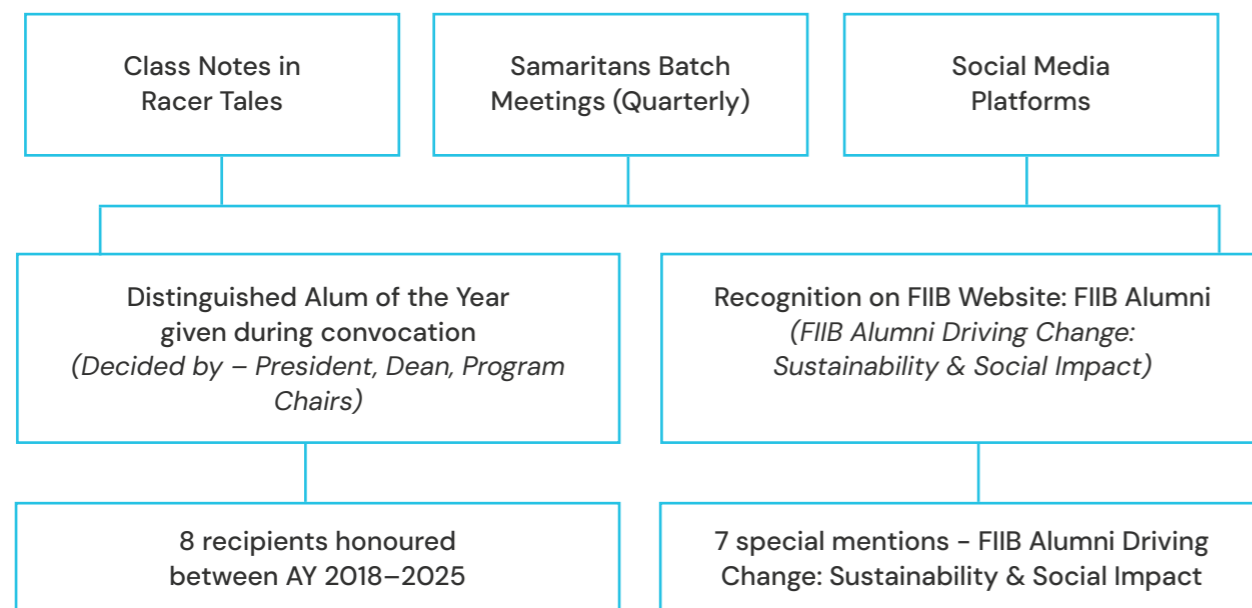 Class Notes in
Racer Tales
Samaritans Batch
Meetings (Quarterly)
Social Media
Platforms
Distinguished Alum of the Year
given during convocation
(Decided by – President, Dean, Program
Chairs)
Recognition on FIIB Website: FIIB Alumni
(FIIB Alumni Driving Change:
Sustainability & Social Impact)
8 recipients honoured
between AY 2018–2025
7 special mentions – FIIB Alumni Driving
Change: Sustainability & Social Impact